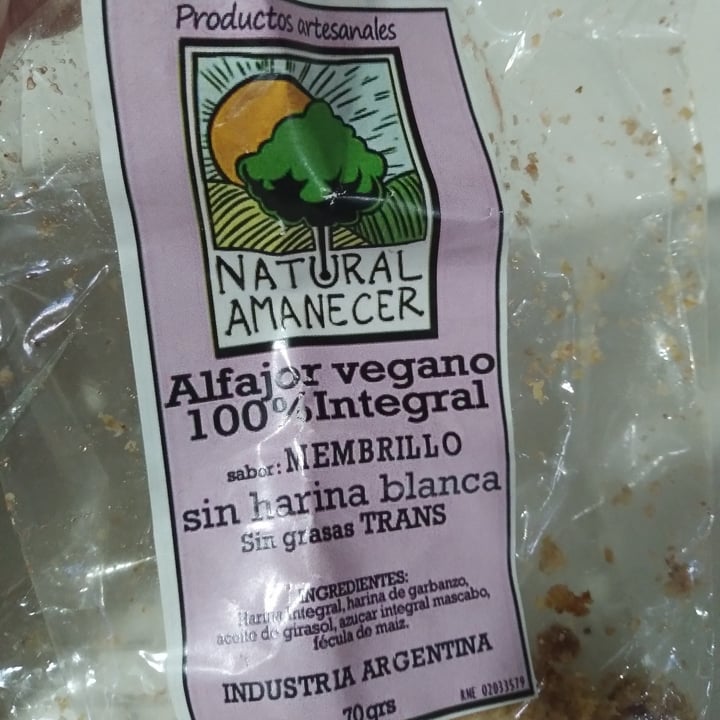 Productos artesanales
NATURAL
AMANECER
Alfajor vegano
100% Integral
sabor: MEMBRILLO
sin harina blanca
Sin grasas TRANS
INGREDIENTES:
Harina integral, harina de garbanzo,
aceite de girasol, azucar integral mascabo,
fécula de maiz.
INDUSTRIA ARGENTINA
70grs
RNE 02033579